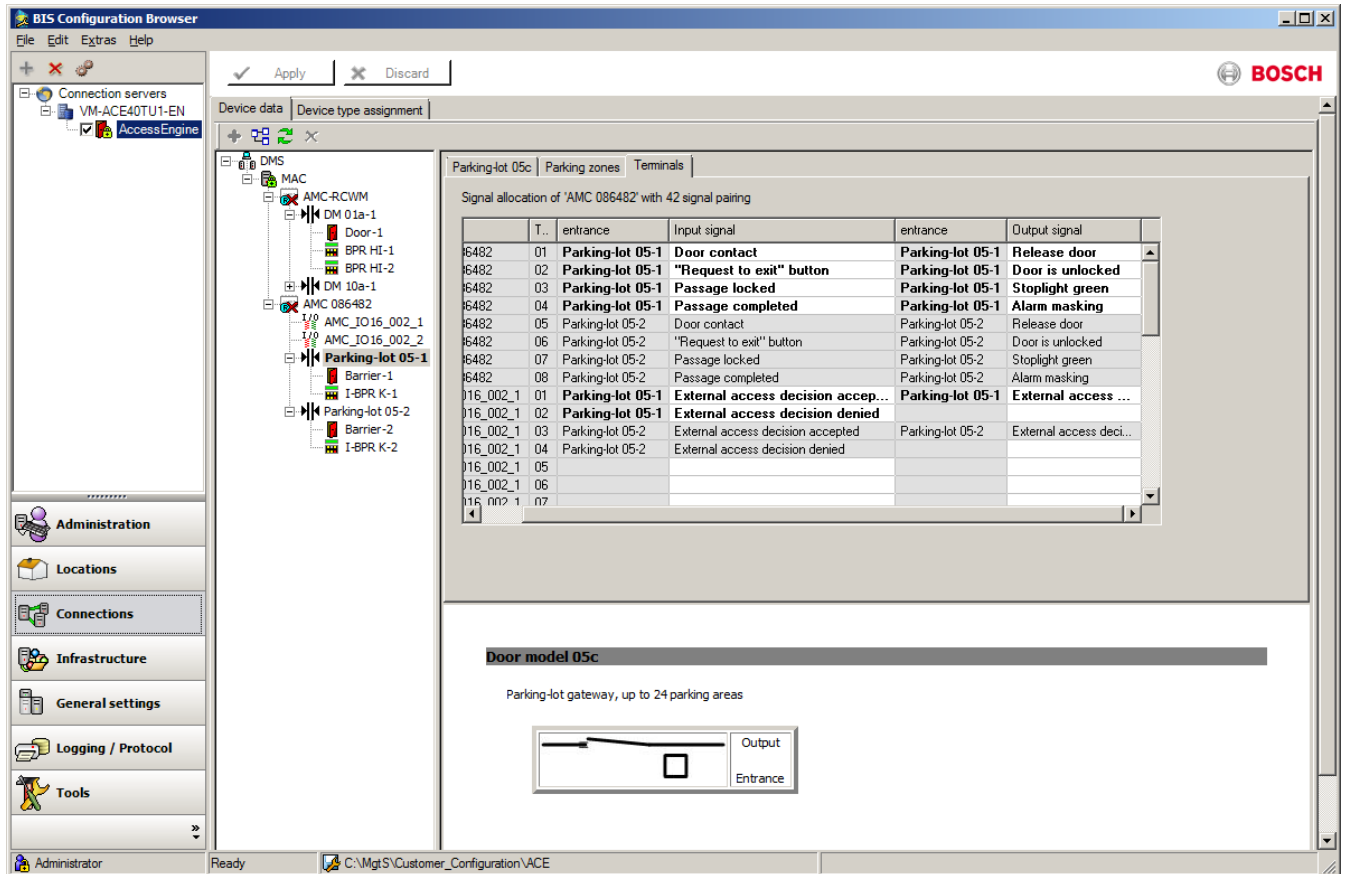 BIS Configuration Browser
File Edit Extras Help
Apply Discard
BOSCH
Connection servers
VM-ACE40TU1-EN
AccessEngine
Administration
Locations
Connections
Infrastructure
General settings
Logging / Protocol
Tools
»
Device data Device type assignment
DMS
MAC
AMC-RCWM
DM 01a-1
Door-1
BPR HI-1
BPR HI-2
DM 10a-1
AMC 086482
AMC_IO16_002_1
AMC_IO16_002_2
Parking-lot 05-1
Barrier-1
I-BPR K-1
Parking-lot 05-2
Barrier-2
I-BPR K-2
Parking-lot 05c Parking zones Terminals
Signal allocation of 'AMC 086482' with 42 signal pairing
T.. entrance Input signal entrance Output signal
36482 01 Parking-lot 05-1 Door contact Parking-lot 05-1 Release door
36482 02 Parking-lot 05-1 "Request to exit" button Parking-lot 05-1 Door is unlocked
36482 03 Parking-lot 05-1 Passage locked Parking-lot 05-1 Stoplight green
36482 04 Parking-lot 05-1 Passage completed Parking-lot 05-1 Alarm masking
36482 05 Parking-lot 05-2 Door contact Parking-lot 05-2 Release door
36482 06 Parking-lot 05-2 "Request to exit" button Parking-lot 05-2 Door is unlocked
36482 07 Parking-lot 05-2 Passage locked Parking-lot 05-2 Stoplight green
36482 08 Parking-lot 05-2 Passage completed Parking-lot 05-2 Alarm masking
016_002_1 01 Parking-lot 05-1 External access decision accep... Parking-lot 05-1 External access ...
016_002_1 02 Parking-lot 05-1 External access decision denied
016_002_1 03 Parking-lot 05-2 External access decision accepted Parking-lot 05-2 External access deci...
016_002_1 04 Parking-lot 05-2 External access decision denied
016_002_1 05
016_002_1 06
016_002_1 07
Door model 05c
Parking-lot gateway, up to 24 parking areas
Output
Entrance
Administrator Ready C:\MgtS\Customer_Configuration\ACE